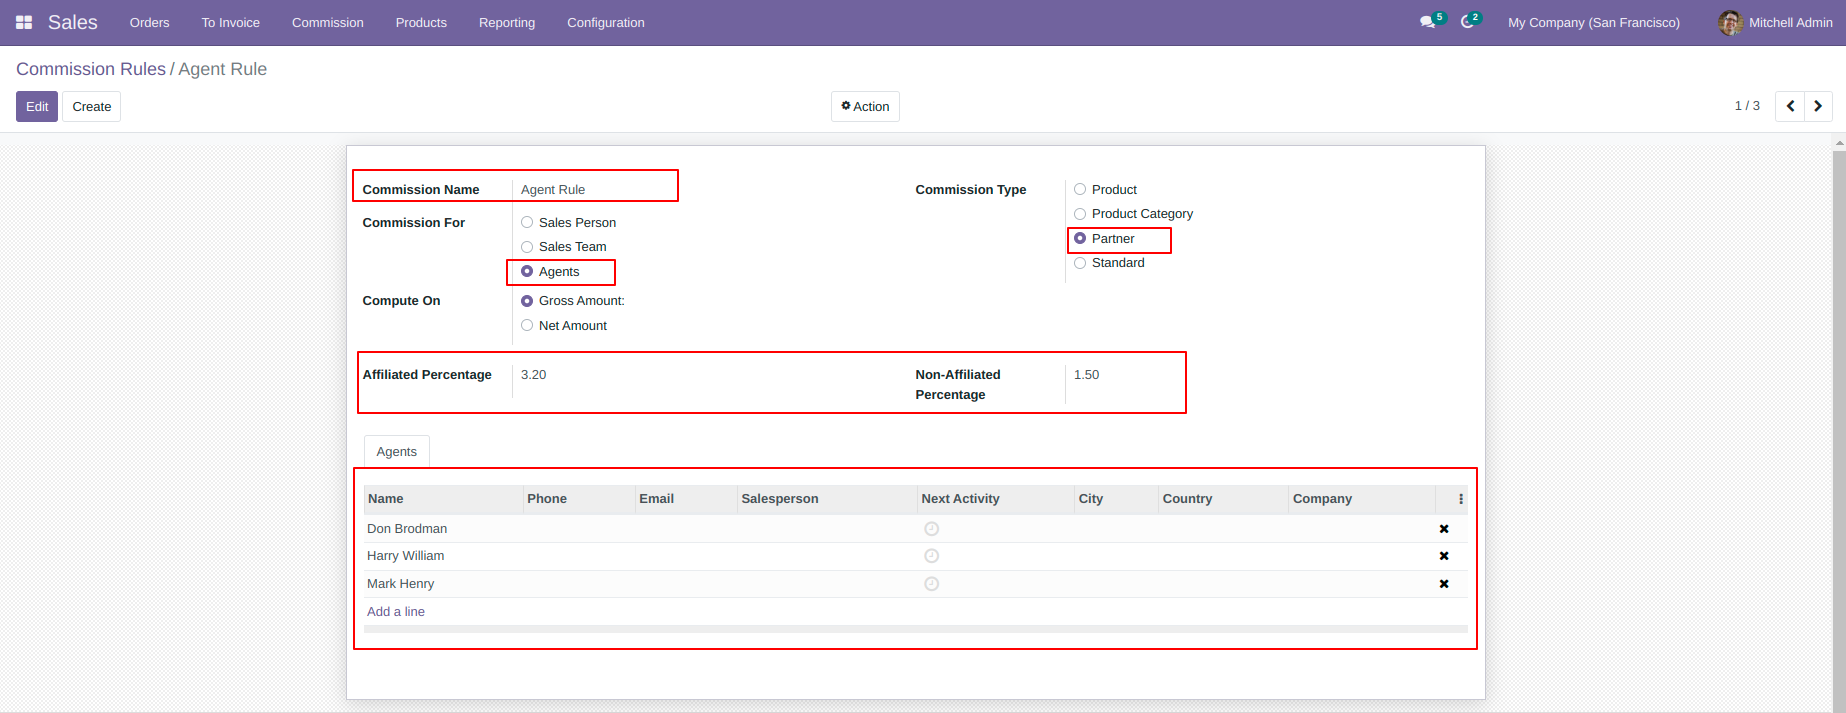 Sales Orders To Invoice Commission Products Reporting Configuration 5 2 My Company (San Francisco) Mitchell Admin
Commission Rules / Agent Rule
Edit Create Action 1 / 3
Commission Name Agent Rule
Commission For Sales Person
Sales Team
Agents
Compute On Gross Amount:
Net Amount
Commission Type Product
Product Category
Partner
Standard
Affiliated Percentage 3.20
Non-Affiliated
Percentage 1.50
Agents
Name Phone Email Salesperson Next Activity City Country Company
Don Brodman
Harry William
Mark Henry
Add a line